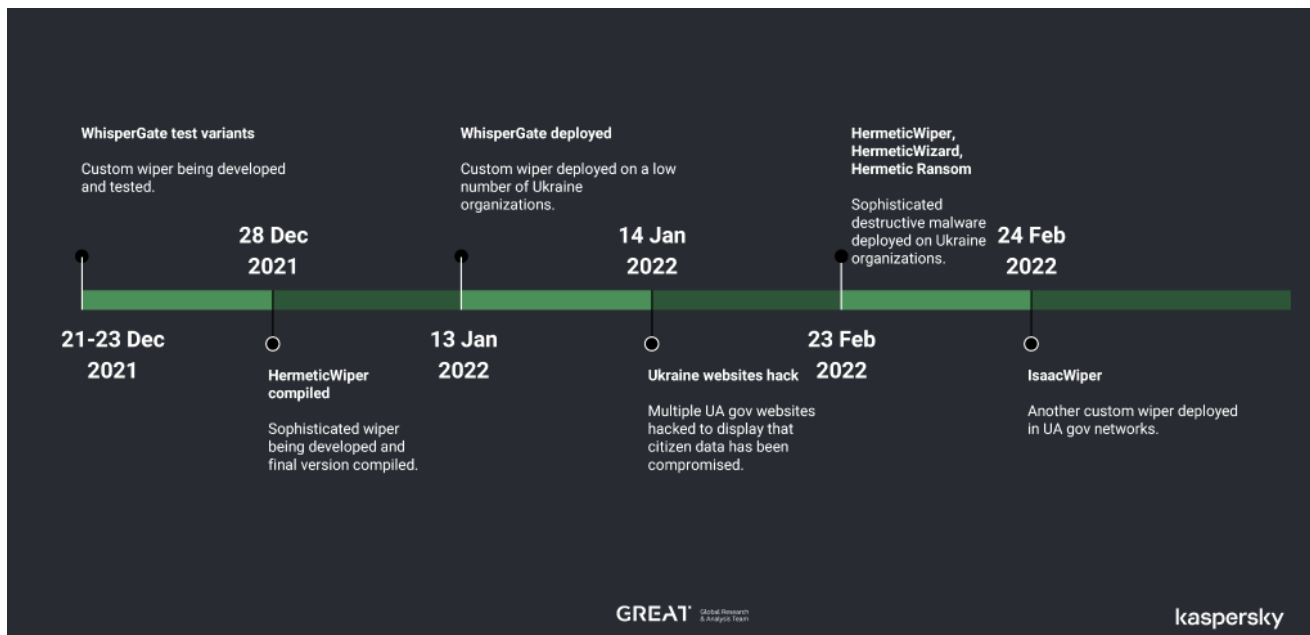 WhisperGate test variants
Custom wiper being developed
and tested.
28 Dec
2021
WhisperGate deployed
Custom wiper deployed on a low
number of Ukraine
organizations.
14 Jan
2022
HermeticWiper,
HermeticWizard,
Hermetic Ransom
Sophisticated
destructive malware
deployed on Ukraine
organizations.
24 Feb
2022
21-23 Dec
2021
HermeticWiper
compiled
Sophisticated wiper
being developed and
final version compiled.
13 Jan
2022
Ukraine websites hack
Multiple UA gov websites
hacked to display that
citizen data has been
compromised.
23 Feb
2022
IsaacWiper
Another custom wiper deployed
in UA gov networks.
GREAT
Global Research
& Analysis Team
kaspersky